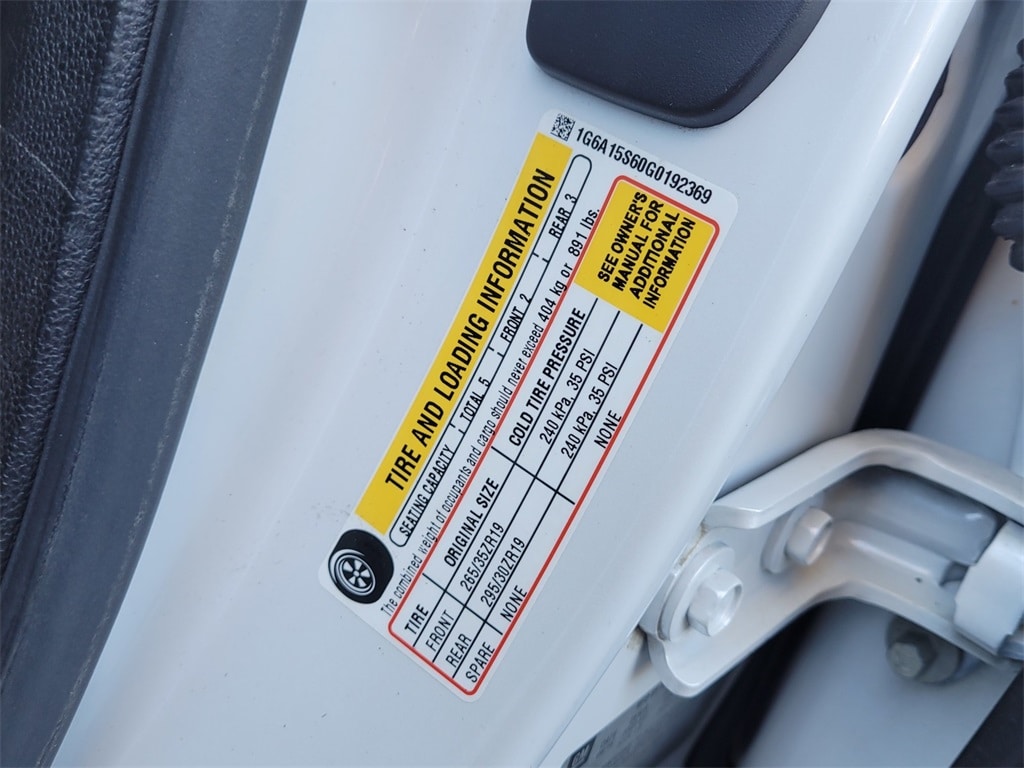 1G6A15S60G0192369
TIRE AND LOADING INFORMATION
SEATING CAPACITY TOTAL 5 FRONT 2 REAR 3
The combined weight of occupants and cargo should never exceed 404 kg or 891 lbs.
TIRE ORIGINAL SIZE COLD TIRE PRESSURE
FRONT 265/35ZR19 240 kPa, 35 PSI
REAR 295/30ZR19 240 kPa, 35 PSI
SPARE NONE NONE
SEE OWNER'S
MANUAL FOR
ADDITIONAL
INFORMATION